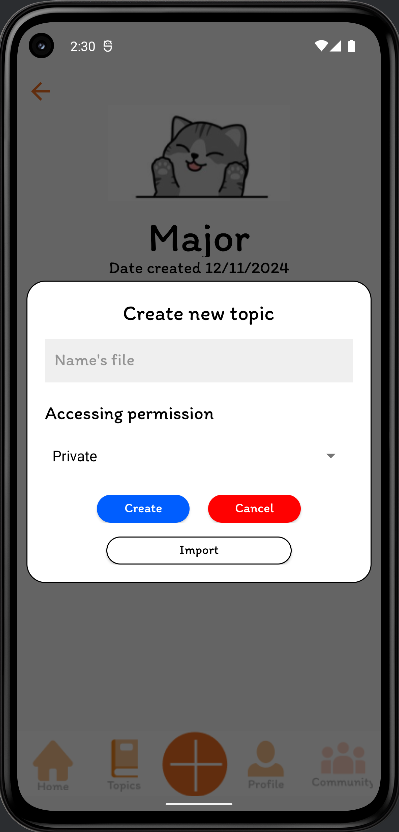 2:30
Major
Date created 12/11/2024
Create new topic
Name's file
Accessing permission
Private
Create Cancel
Import
Home Topics Profile Community